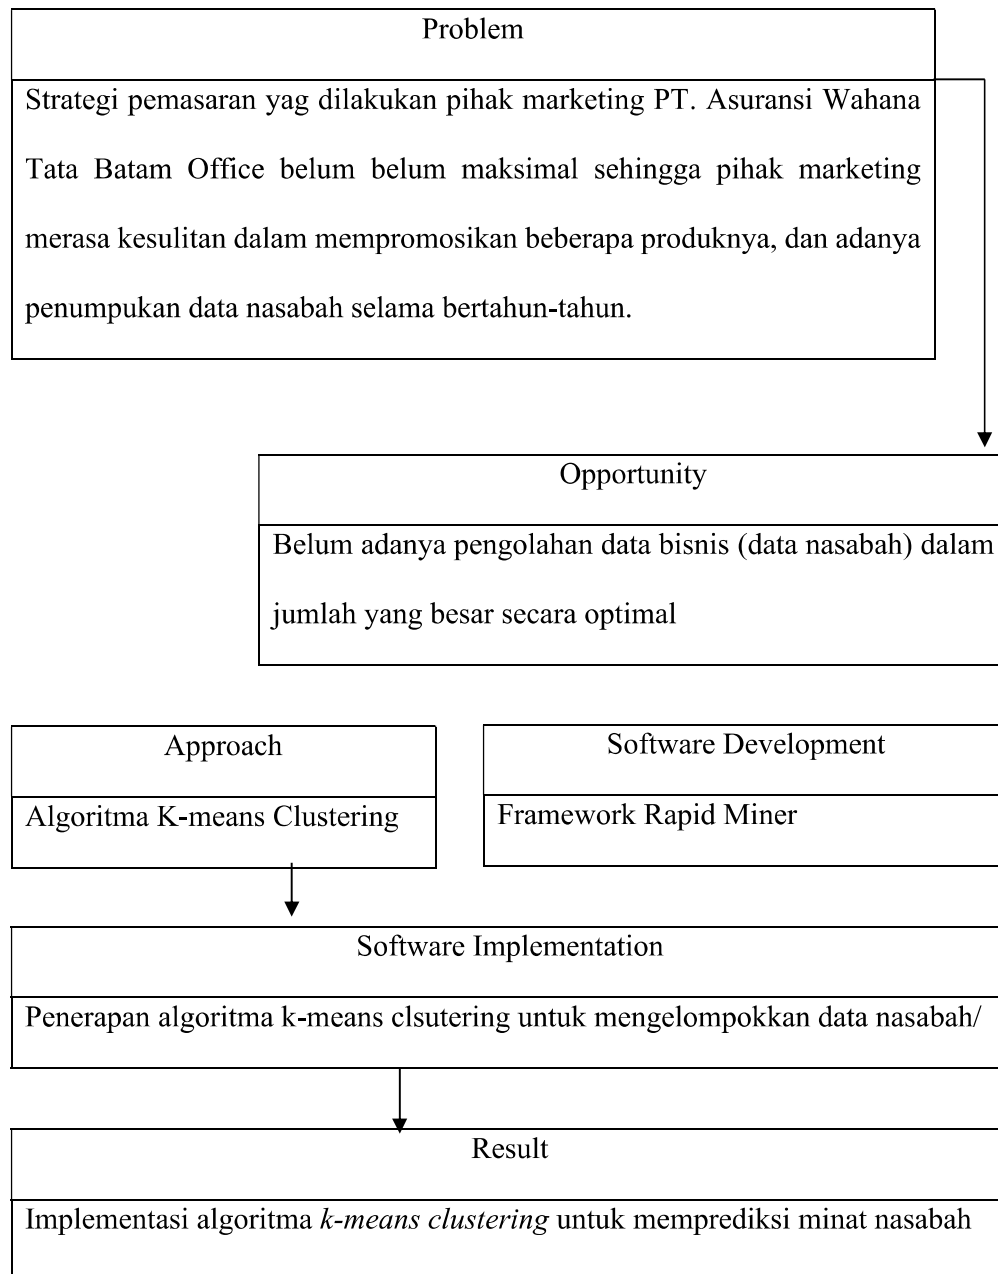 Problem
Strategi pemasaran yag dilakukan pihak marketing PT. Asuransi Wahana
Tata Batam Office belum belum maksimal sehingga pihak marketing
merasa kesulitan dalam mempromosikan beberapa produknya, dan adanya
penumpukan data nasabah selama bertahun-tahun.
Opportunity
Belum adanya pengolahan data bisnis (data nasabah) dalam
jumlah yang besar secara optimal
Approach
Algoritma K-means Clustering
Software Development
Framework Rapid Miner
Software Implementation
Penerapan algoritma k-means clsutering untuk mengelompokkan data nasabah/
Result
Implementasi algoritma k-means clustering untuk memprediksi minat nasabah